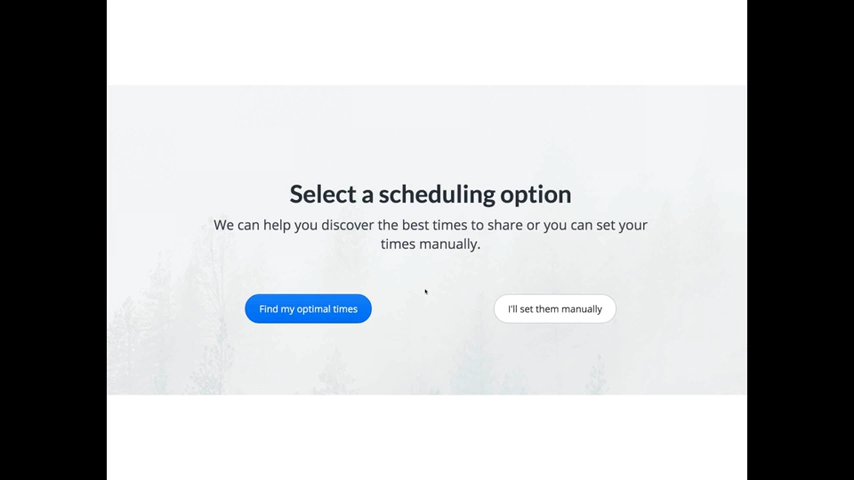 Select a scheduling option
We can help you discover the best times to share or you can set your
times manually.
Find my optimal times
I'll set them manually